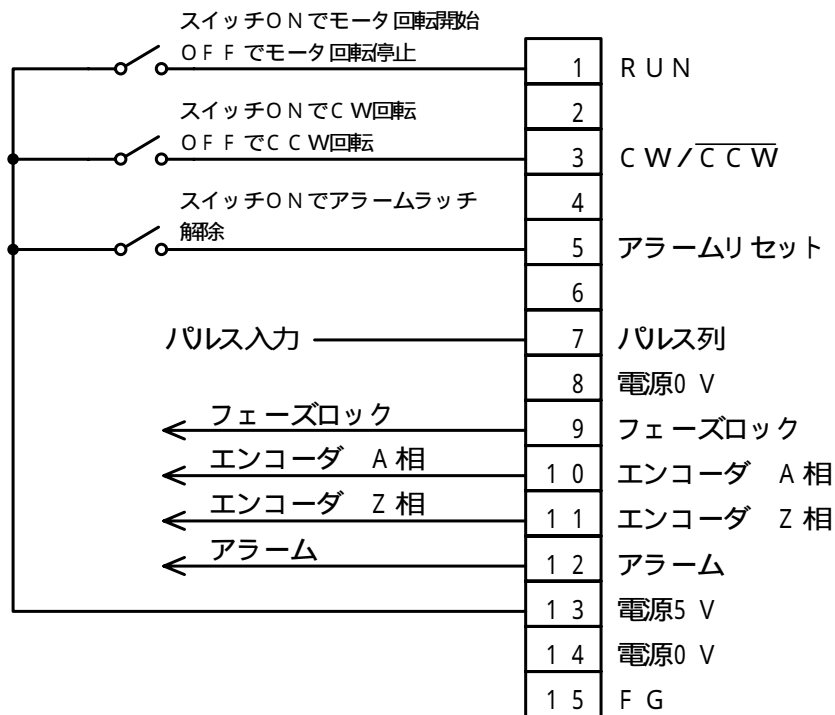 スイッチONでモータ回転開始
OFFでモータ回転停止
1 RUN
スイッチONでCW回転
2
OFFでCCW回転
3 CW/CCW
スイッチONでアラームラッチ
4
解除
5 アラームリセット
6
パルス入力 7 パルス列
8 電源0V
フェーズロック 9 フェーズロック
エンコーダ A相 10 エンコーダ A相
エンコーダ Z相 11 エンコーダ Z相
アラーム 12 アラーム
13 電源5V
14 電源0V
15 FG